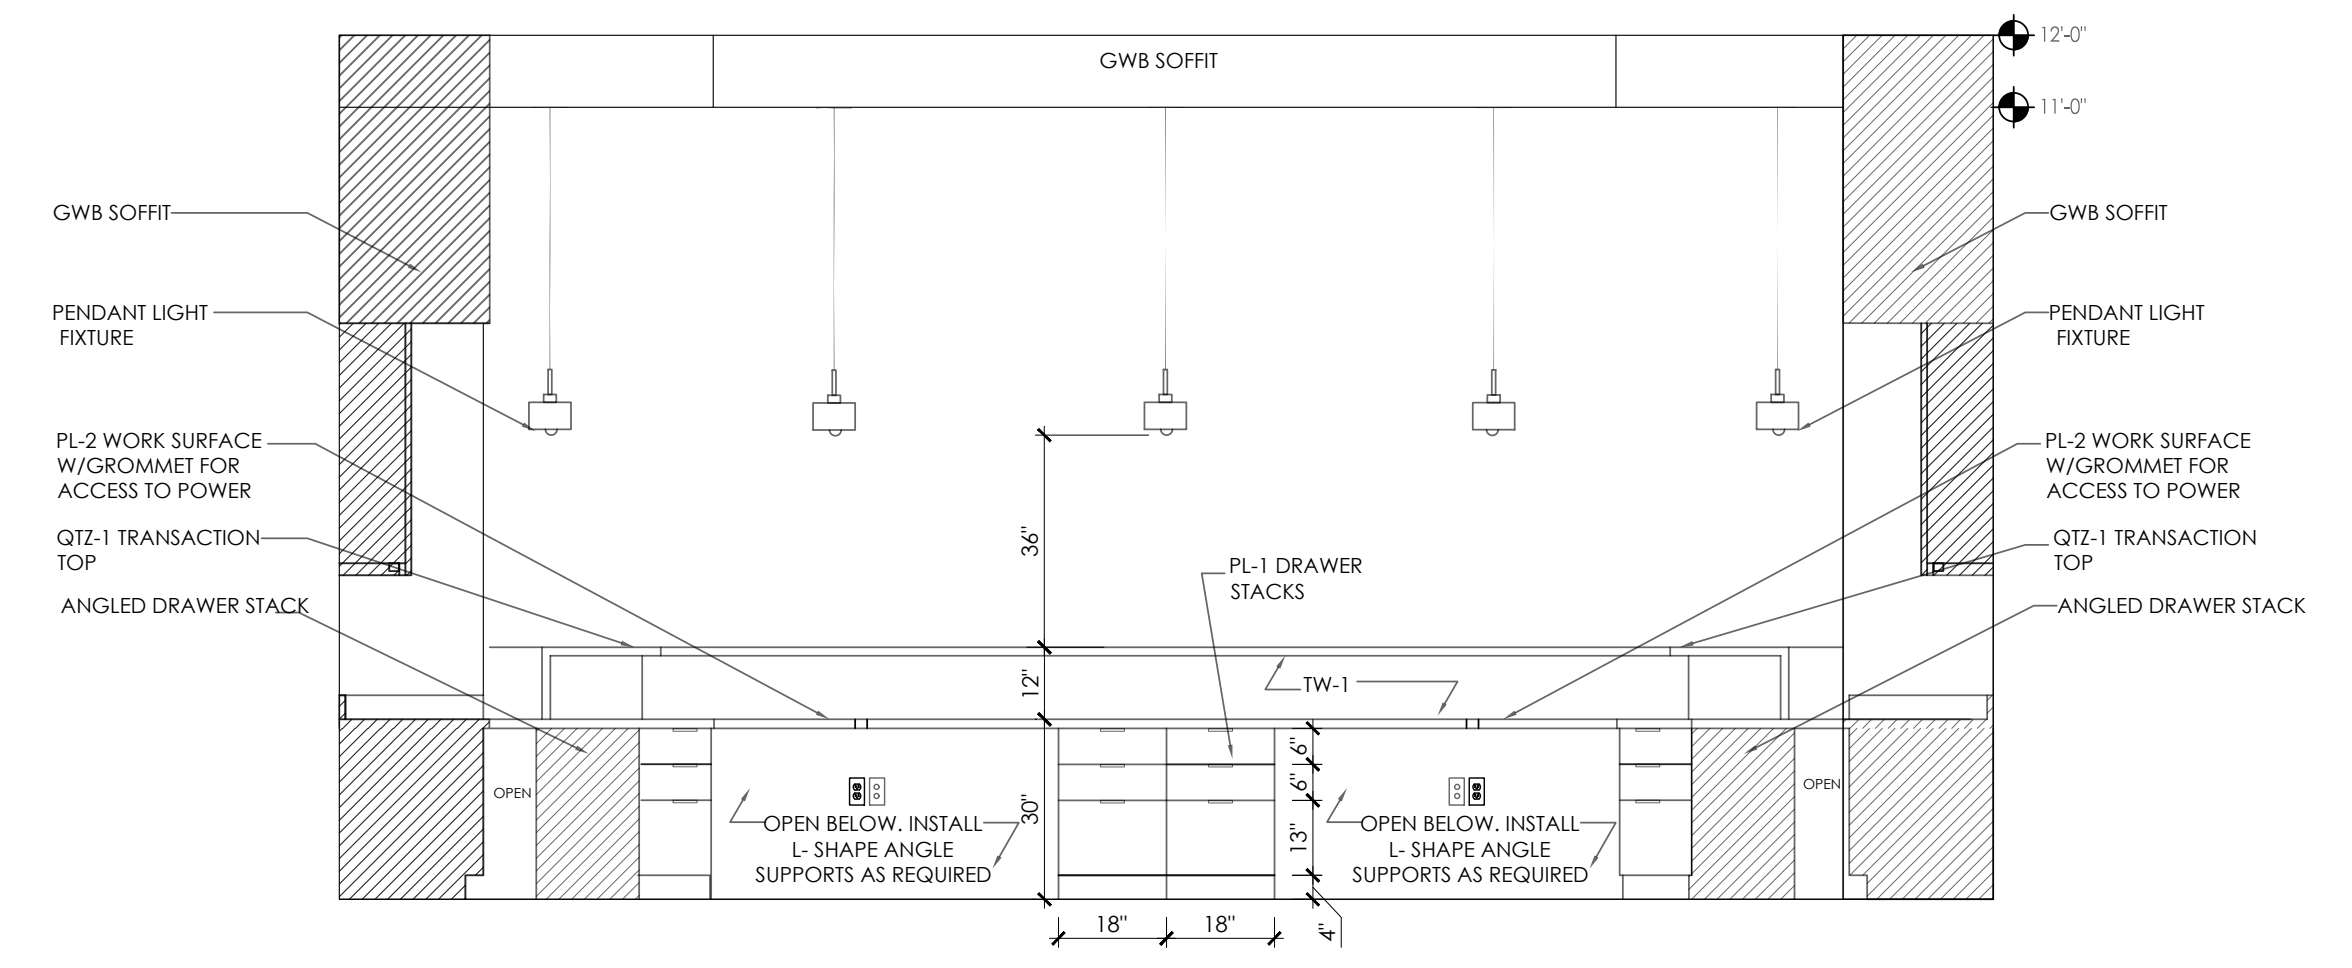 GWB SOFFIT
12'-0"
11'-0"
GWB SOFFIT
PENDANT LIGHT
FIXTURE
PL-2 WORK SURFACE
W/GROMMET FOR
ACCESS TO POWER
QTZ-1 TRANSACTION
TOP
ANGLED DRAWER STACK
GWB SOFFIT
PENDANT LIGHT
FIXTURE
PL-2 WORK SURFACE
W/GROMMET FOR
ACCESS TO POWER
QTZ-1 TRANSACTION
TOP
ANGLED DRAWER STACK
36"
PL-1 DRAWER
STACKS
12"
TW-1
OPEN
OPEN BELOW. INSTALL
L- SHAPE ANGLE
SUPPORTS AS REQUIRED
30"
6"
6"
13"
4"
OPEN BELOW. INSTALL
L- SHAPE ANGLE
SUPPORTS AS REQUIRED
OPEN
18"
18"